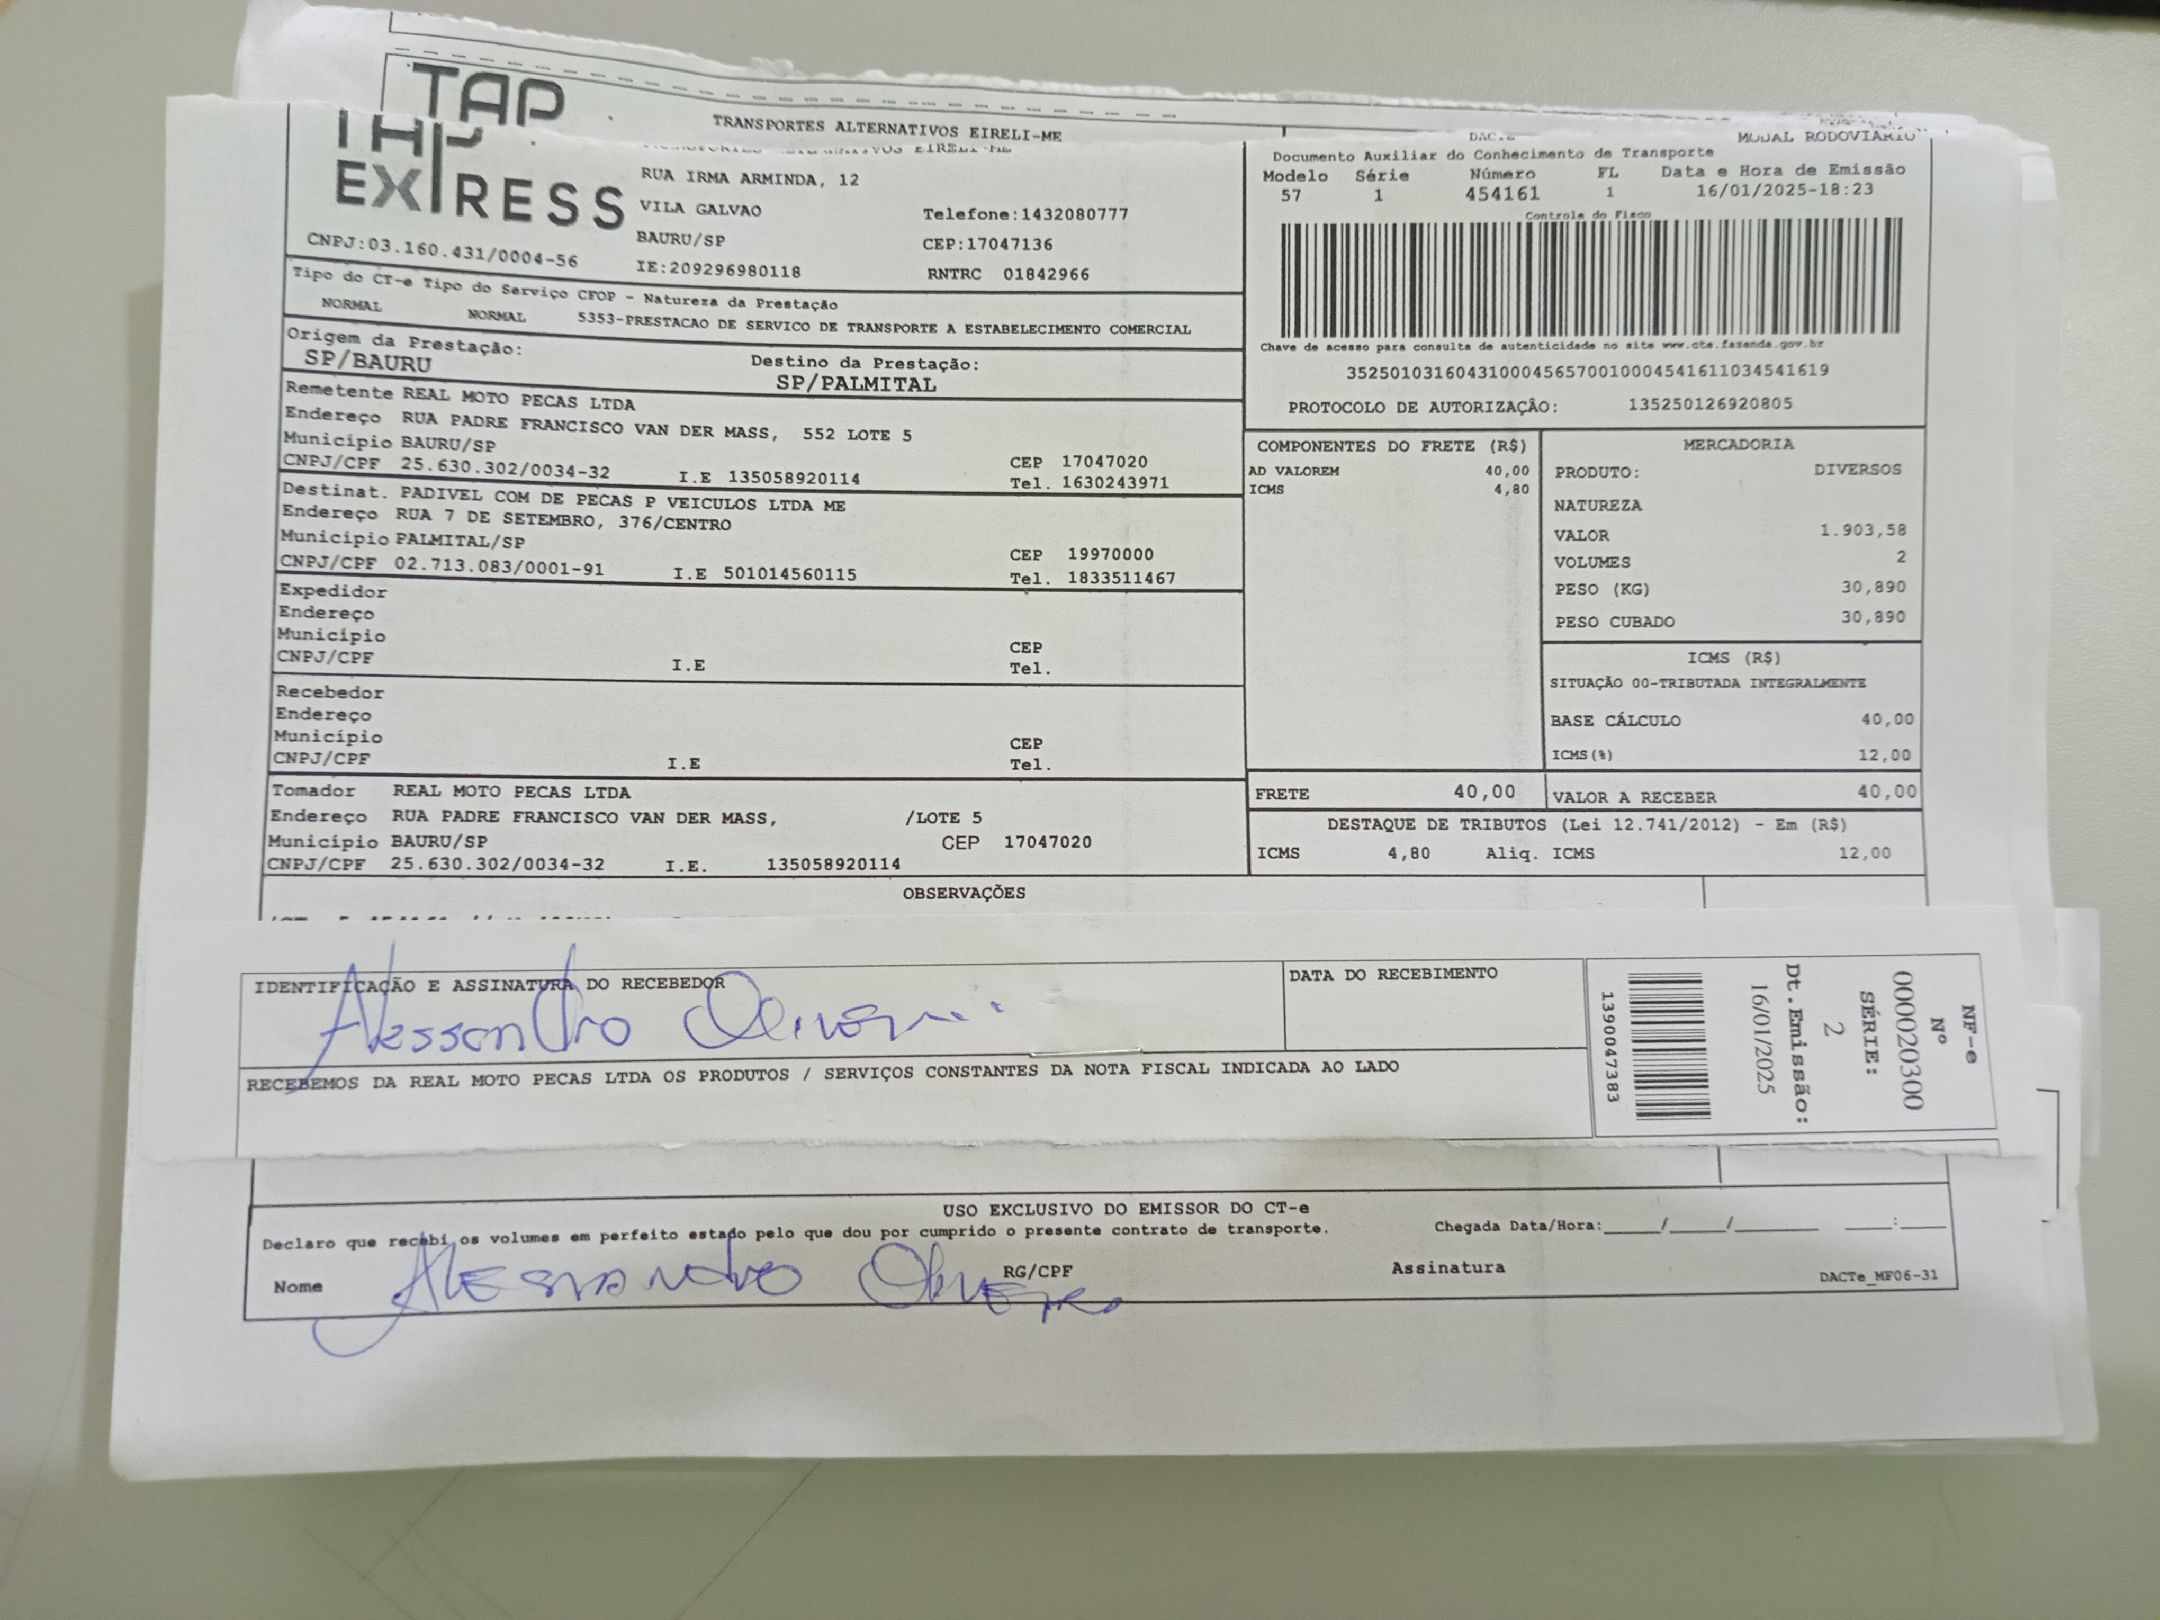 TAP
EXPRESS
TRANSPORTES ALTERNATIVOS EIRELI-ME
RUA IRMA ARMINDA, 12
VILA GALVAO
Telefone:1432080777
BAURU/SP
CEP:17047136
CNPJ:03.160.431/0004-56
IE:209296980118
RNTRC 01842966
DACTE
MODAL RODOVIARIO
Documento Auxiliar do Conhecimento de Transporte
Modelo Série Número FL Data e Hora de Emissão
57 1 454161 1 16/01/2025-18:23
Controle do Fisco
Chave de acesso para consulta de autenticidade no site www.cte.fazenda.gov.br
35250103160431000456570010004541611034541619
PROTOCOLO DE AUTORIZAÇÂO: 135250126920805
Tipo do CT-e Tipo do Serviço CFOP - Natureza da Prestação
NORMAL NORMAL 5353-PRESTACAO DE SERVICO DE TRANSPORTE A ESTABELECIMENTO COMERCIAL
Origem da Prestação: Destino da Prestação:
SP/BAURU SP/PALMITAL
Remetente REAL MOTO PECAS LTDA
Endereço RUA PADRE FRANCISCO VAN DER MASS, 552 LOTE 5
Município BAURU/SP CEP 17047020
CNPJ/CPF 25.630.302/0034-32 I.E 135058920114 Tel. 1630243971
Destinat. PADIVEL COM DE PECAS P VEICULOS LTDA ME
Endereço RUA 7 DE SETEMBRO, 376/CENTRO
Município PALMITAL/SP CEP 19970000
CNPJ/CPF 02.713.083/0001-91 I.E 501014560115 Tel. 1833511467
Expedidor
Endereço
Município CEP
CNPJ/CPF I.E Tel.
Recebedor
Endereço
Município CEP
CNPJ/CPF I.E Tel.
Tomador REAL MOTO PECAS LTDA
Endereço RUA PADRE FRANCISCO VAN DER MASS, /LOTE 5
Município BAURU/SP CEP 17047020
CNPJ/CPF 25.630.302/0034-32 I.E. 135058920114
COMPONENTES DO FRETE (R$)
AD VALOREM 40,00
ICMS 4,80
MERCADORIA
PRODUTO: DIVERSOS
NATUREZA
VALOR 1.903,58
VOLUMES 2
PESO (KG) 30,890
PESO CUBADO 30,890
ICMS (R$)
SITUAÇÃO 00-TRIBUTADA INTEGRALMENTE
BASE CÁLCULO 40,00
ICMS(%) 12,00
FRETE 40,00 VALOR A RECEBER 40,00
DESTAQUE DE TRIBUTOS (Lei 12.741/2012) - Em (R$)
ICMS 4,80 Aliq. ICMS 12,00
OBSERVAÇÕES
IDENTIFICAÇÃO E ASSINATURA DO RECEBEDOR
DATA DO RECEBIMENTO
Alessandro Oliveira
RECEBEMOS DA REAL MOTO PECAS LTDA OS PRODUTOS / SERVIÇOS CONSTANTES DA NOTA FISCAL INDICADA AO LADO
NF-e
Nº
000020300
SÉRIE:
2
Dt.Emissão:
16/01/2025
1390047383
USO EXCLUSIVO DO EMISSOR DO CT-e
Declaro que recebi os volumes em perfeito estado pelo que dou por cumprido o presente contrato de transporte.
Chegada Data/Hora:_____/_____/_______ ____:____
Nome Alessandro Oliveira RG/CPF Assinatura
DACTe_MF06-31